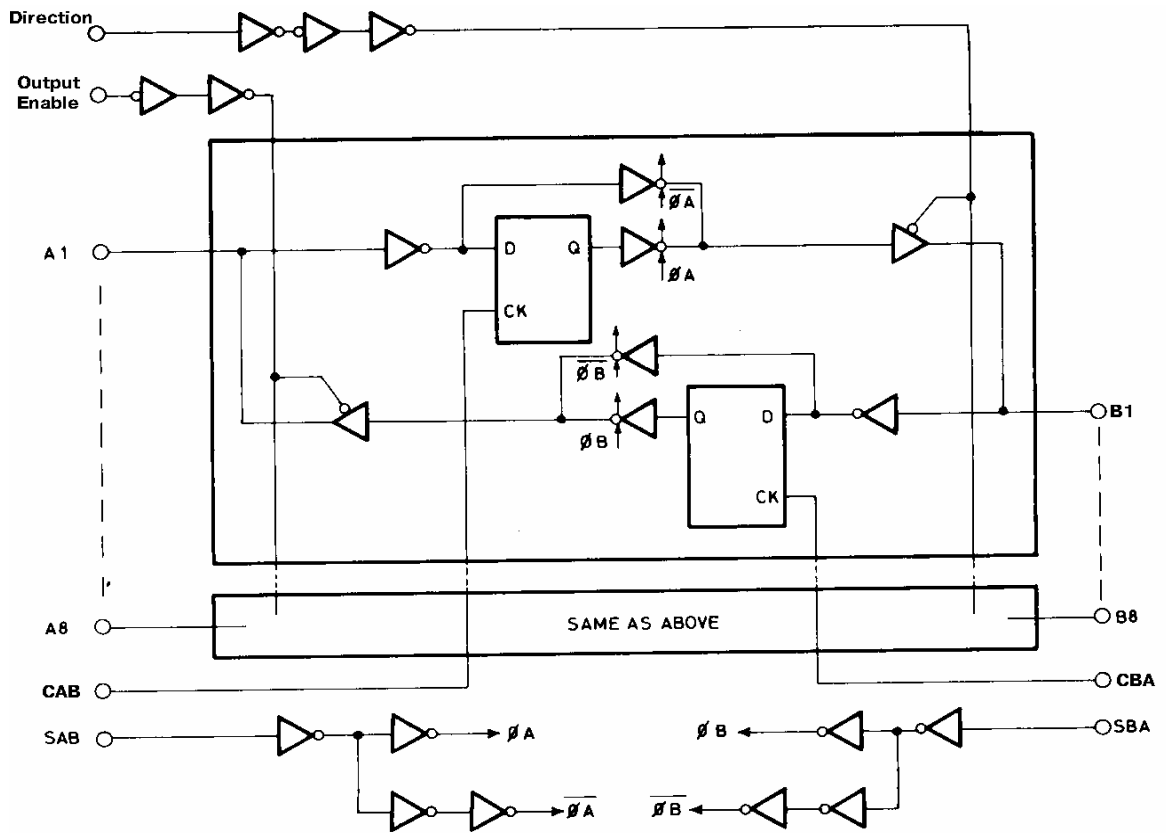 Direction
Output
Enable
ØA
A1
D
Q
ØA
CK
ØB
B1
Q
D
ØB
CK
A8
SAME AS ABOVE
B8
CAB
CBA
SAB
ØA
ØB
SBA
ØA
ØB